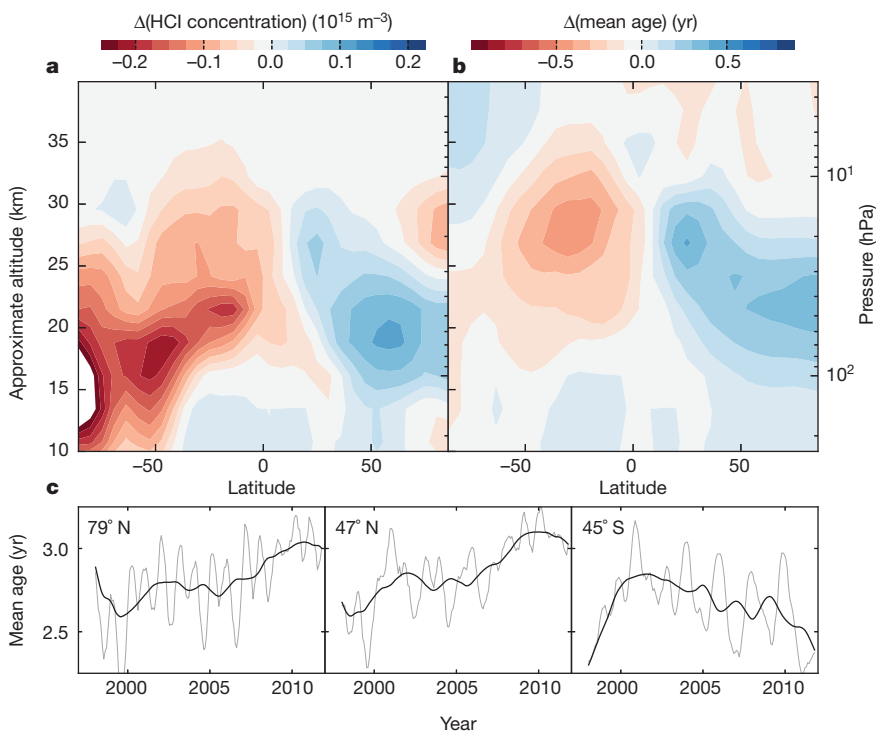 Δ(HCl concentration) (10¹⁵ m⁻³)
Δ(mean age) (yr)
−0.2 −0.1 0.0 0.1 0.2
−0.5 0.0 0.5
a
b
35
30
25
20
15
10
Approximate altitude (km)
10¹
10²
Pressure (hPa)
−50 0 50
−50 0 50
Latitude
Latitude
c
79° N
47° N
45° S
3.0
2.5
Mean age (yr)
2000 2005 2010
2000 2005 2010
2000 2005 2010
Year